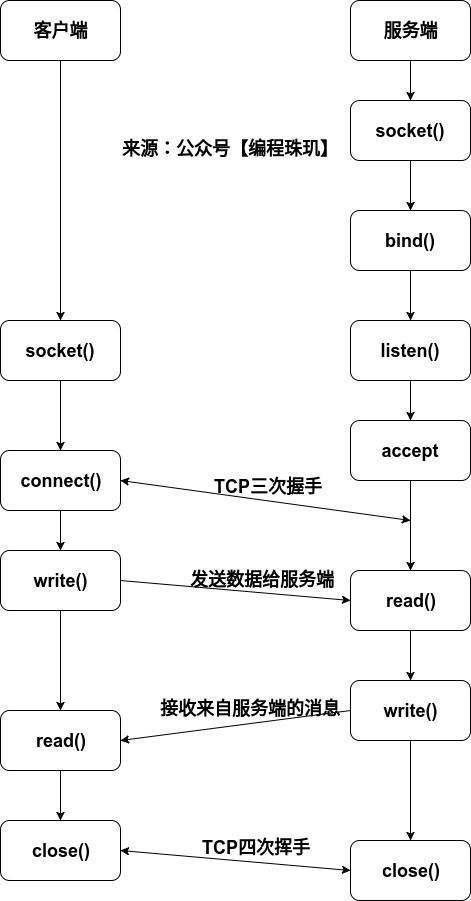 客户端
服务端
socket()
来源：公众号【编程珠玑】
bind()
socket()
listen()
accept
connect()
TCP三次握手
write()
发送数据给服务端
read()
接收来自服务端的消息
write()
read()
TCP四次挥手
close()
close()